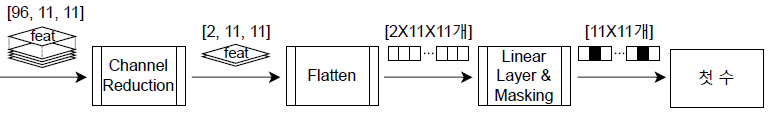 [96, 11, 11]
feat
Channel
Reduction
[2, 11, 11]
feat
Flatten
[2X11X11개]
...
Linear
Layer &
Masking
[11X11개]
...
첫 수